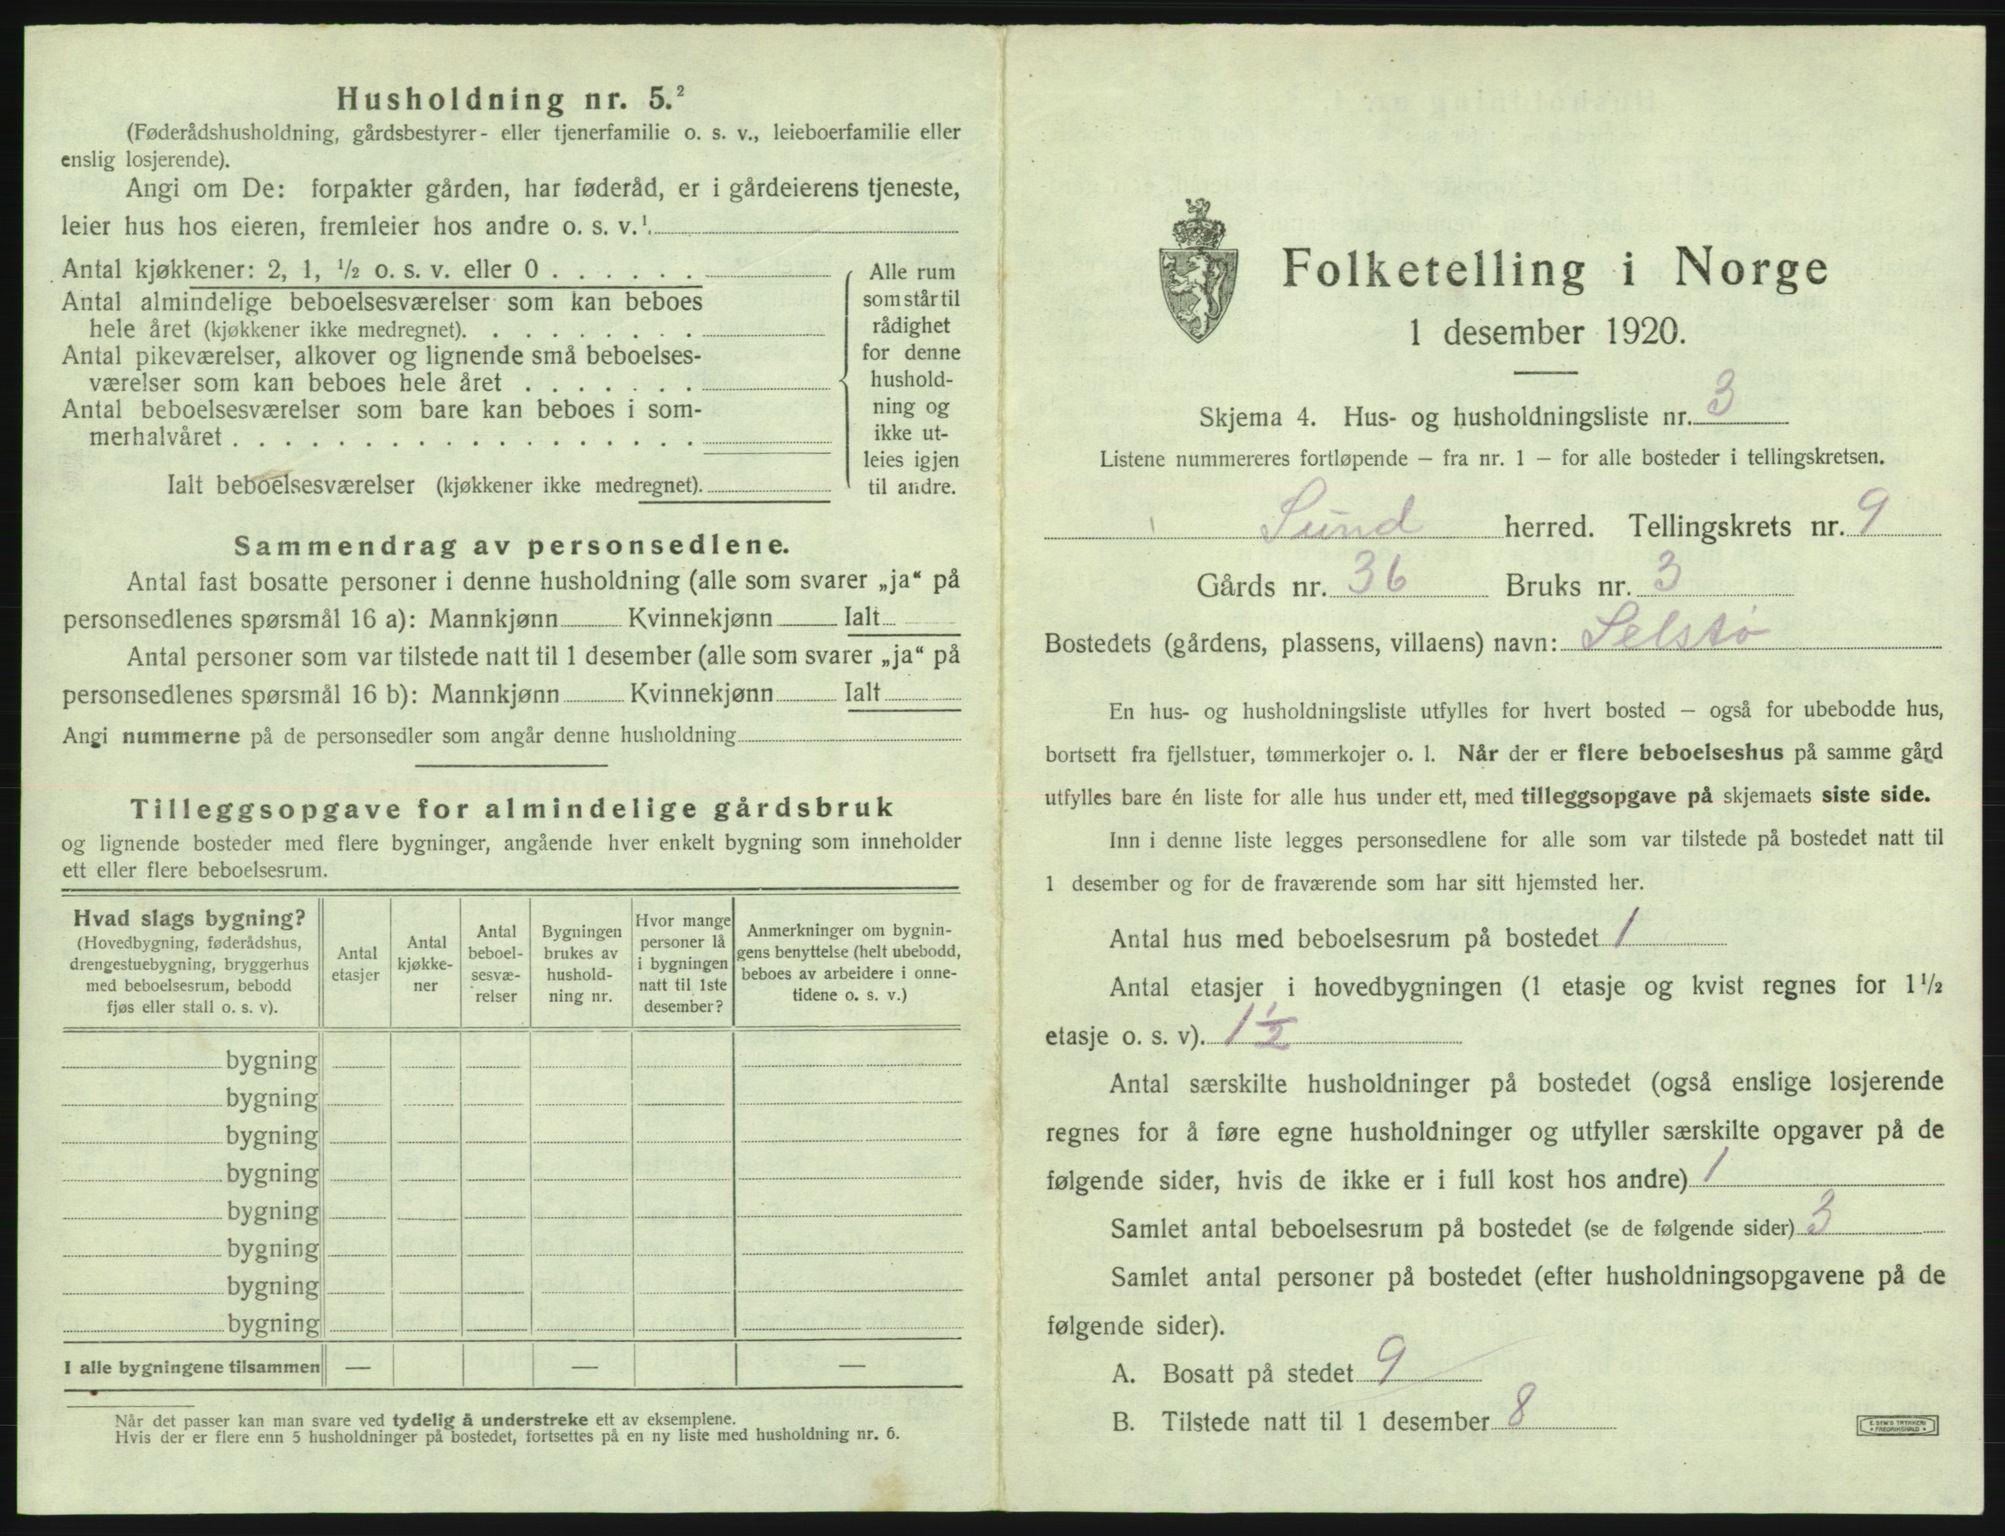 Husholdning nr. 5.²
(Føderådshusholdning, gårdsbestyrer- eller tjenerfamilie o. s. v., leieboerfamilie eller
enslig losjerende).
Angi om De: forpakter gården, har føderåd, er i gårdeierens tjeneste,
leier hus hos eieren, fremleier hos andre o. s. v.¹
Antal kjøkkener: 2, 1, ½ o. s. v. eller 0 . . . . . .
Antal almindelige beboelsesværelser som kan beboes
hele året (kjøkkener ikke medregnet). . . . . . . . .
Antal pikeværelser, alkover og lignende små beboelses-
værelser som kan beboes hele året . . . . . . .
Antal beboelsesværelser som bare kan beboes i som-
merhalvåret . . . . . . . . . . . . . . . . . .
Ialt beboelsesværelser (kjøkkener ikke medregnet).
Alle rum
som står til
rådighet
for denne
hushold-
ning og
ikke ut-
leies igjen
til andre.
Sammendrag av personsedlene.
Antal fast bosatte personer i denne husholdning (alle som svarer „ja“ på
personsedlenes spørsmål 16 a): Mannkjønn Kvinnekjønn Ialt
Antal personer som var tilstede natt til 1 desember (alle som svarer „ja“ på
personsedlenes spørsmål 16 b): Mannkjønn Kvinnekjønn Ialt
Angi nummerne på de personsedler som angår denne husholdning
Tilleggsopgave for almindelige gårdsbruk
og lignende bosteder med flere bygninger, angående hver enkelt bygning som inneholder
ett eller flere beboelsesrum.
Hvad slags bygning?
(Hovedbygning, føderådshus,
drengestuebygning, bryggerhus
med beboelsesrum, bebodd
fjøs eller stall o. s. v).
Antal
etasjer
Antal
kjøkke-
ner
Antal
beboel-
sesvæ-
relser
Bygningen
brukes av
hushold-
ning nr.
Hvor mange
personer lå
i bygningen
natt til 1ste
desember?
Anmerkninger om bygnin-
gens benyttelse (helt ubebodd,
beboes av arbeidere i onne-
tidene o. s. v.)
bygning
bygning
bygning
bygning
bygning
bygning
bygning
bygning
I alle bygningene tilsammen — — —
Når det passer kan man svare ved tydelig å understreke ett av eksemplene.
Hvis der er flere enn 5 husholdninger på bostedet, fortsettes på en ny liste med husholdning nr. 6.
Folketelling i Norge
1 desember 1920.
Skjema 4. Hus- og husholdningsliste nr. 3
Listene nummereres fortløpende – fra nr. 1 – for alle bosteder i tellingskretsen.
Sund herred. Tellingskrets nr. 9
Gårds nr. 36 Bruks nr. 3
Bostedets (gårdens, plassens, villaens) navn: Selstø
En hus- og husholdningsliste utfylles for hvert bosted – også for ubebodde hus,
bortsett fra fjellstuer, tømmerkojer o. l. Når der er flere beboelseshus på samme gård
utfylles bare én liste for alle hus under ett, med tilleggsopgave på skjemaets siste side.
Inn i denne liste legges personsedlene for alle som var tilstede på bostedet natt til
1 desember og for de fraværende som har sitt hjemsted her.
Antal hus med beboelsesrum på bostedet 1
Antal etasjer i hovedbygningen (1 etasje og kvist regnes for 1½
etasje o. s. v). 1½
Antal særskilte husholdninger på bostedet (også enslige losjerende
regnes for å føre egne husholdninger og utfyller særskilte opgaver på de
følgende sider, hvis de ikke er i full kost hos andre) 1
Samlet antal beboelsesrum på bostedet (se de følgende sider) 3
Samlet antal personer på bostedet (efter husholdningsopgavene på de
følgende sider).
A. Bosatt på stedet 9
B. Tilstede natt til 1 desember 8
E. SEM'S TRYKKERI
FREDRIKSHALD